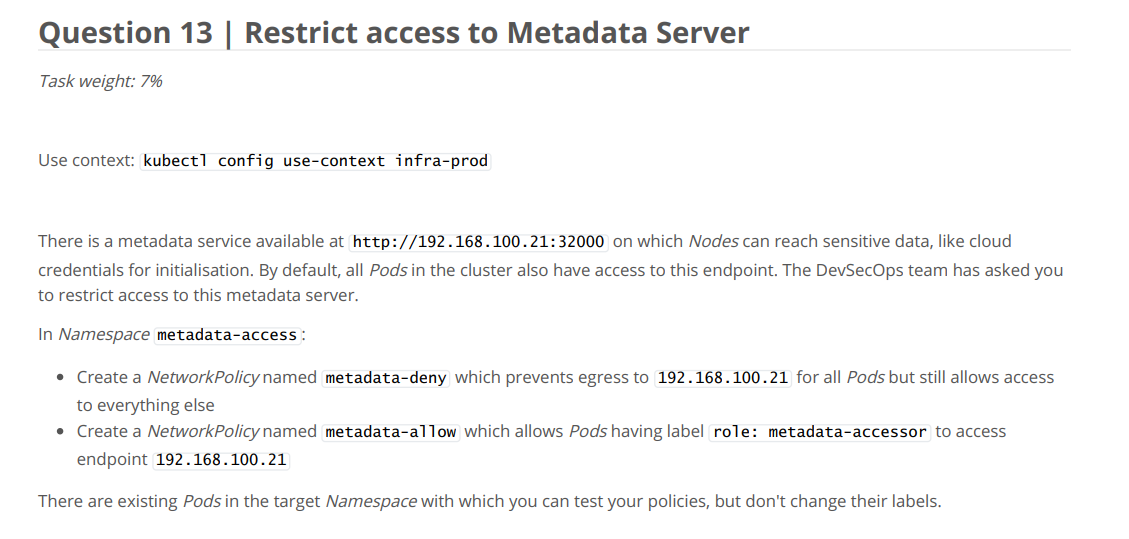 Question 13 | Restrict access to Metadata Server
Task weight: 7%
Use context: kubectl config use-context infra-prod
There is a metadata service available at http://192.168.100.21:32000 on which Nodes can reach sensitive data, like cloud
credentials for initialisation. By default, all Pods in the cluster also have access to this endpoint. The DevSecOps team has asked you
to restrict access to this metadata server.
In Namespace metadata-access:
• Create a NetworkPolicy named metadata-deny which prevents egress to 192.168.100.21 for all Pods but still allows access
to everything else
• Create a NetworkPolicy named metadata-allow which allows Pods having label role: metadata-accessor to access
endpoint 192.168.100.21
There are existing Pods in the target Namespace with which you can test your policies, but don't change their labels.